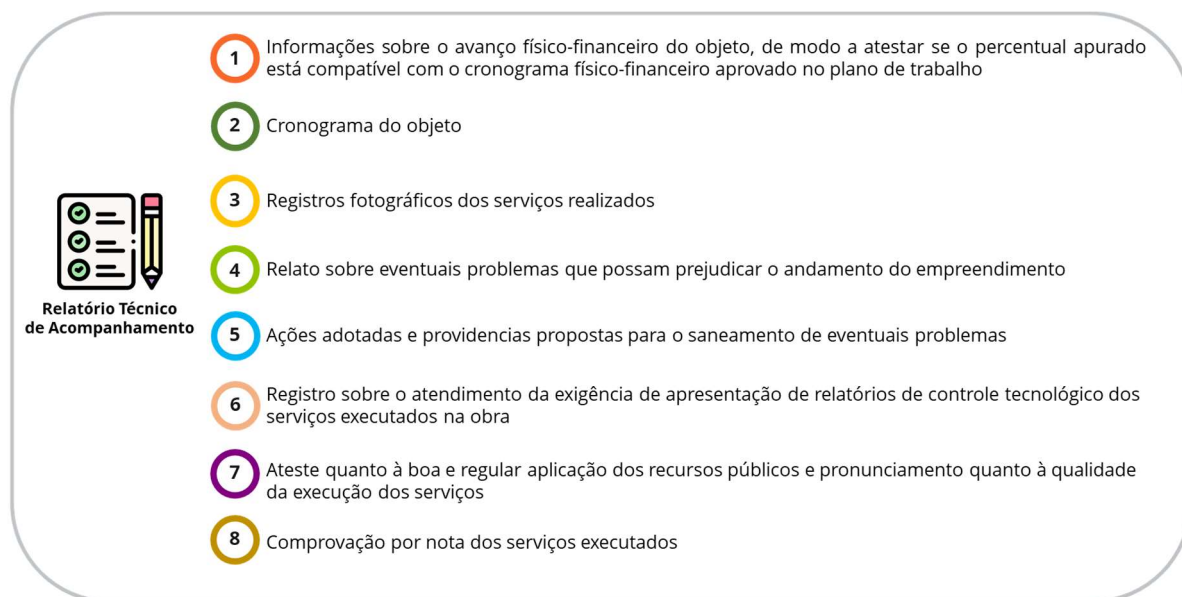 1
Informações sobre o avanço físico-financeiro do objeto, de modo a atestar se o percentual apurado
está compatível com o cronograma físico-financeiro aprovado no plano de trabalho
2
Cronograma do objeto
3
Registros fotográficos dos serviços realizados
4
Relato sobre eventuais problemas que possam prejudicar o andamento do empreendimento
Relatório Técnico
de Acompanhamento
5
Ações adotadas e providencias propostas para o saneamento de eventuais problemas
6
Registro sobre o atendimento da exigência de apresentação de relatórios de controle tecnológico dos
serviços executados na obra
7
Ateste quanto à boa e regular aplicação dos recursos públicos e pronunciamento quanto à qualidade
da execução dos serviços
8
Comprovação por nota dos serviços executados